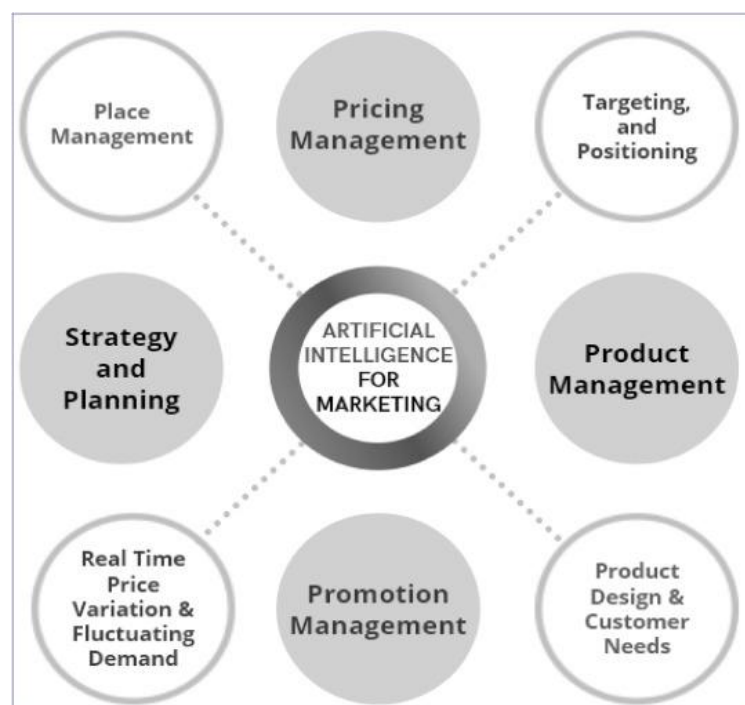 Place
Management
Pricing
Management
Targeting,
and
Positioning
Strategy
and
Planning
ARTIFICIAL
INTELLIGENCE
FOR
MARKETING
Product
Management
Real Time
Price
Variation &
Fluctuating
Demand
Promotion
Management
Product
Design &
Customer
Needs